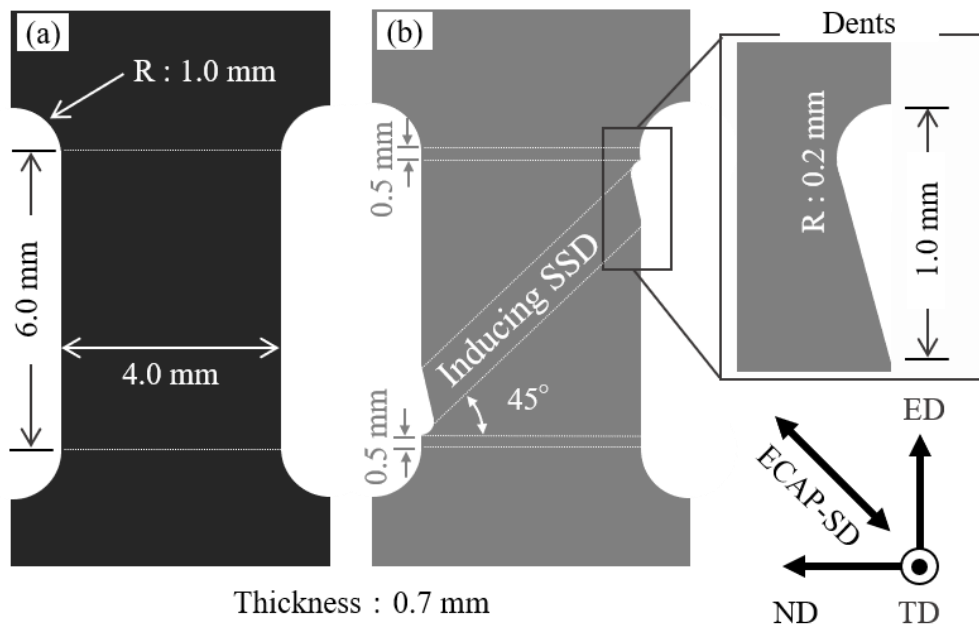 (a)
R : 1.0 mm
6.0 mm
4.0 mm
(b)
0.5 mm
Inducing SSD
45°
0.5 mm
Dents
R : 0.2 mm
1.0 mm
ED
ECAP-SD
ND
TD
Thickness : 0.7 mm